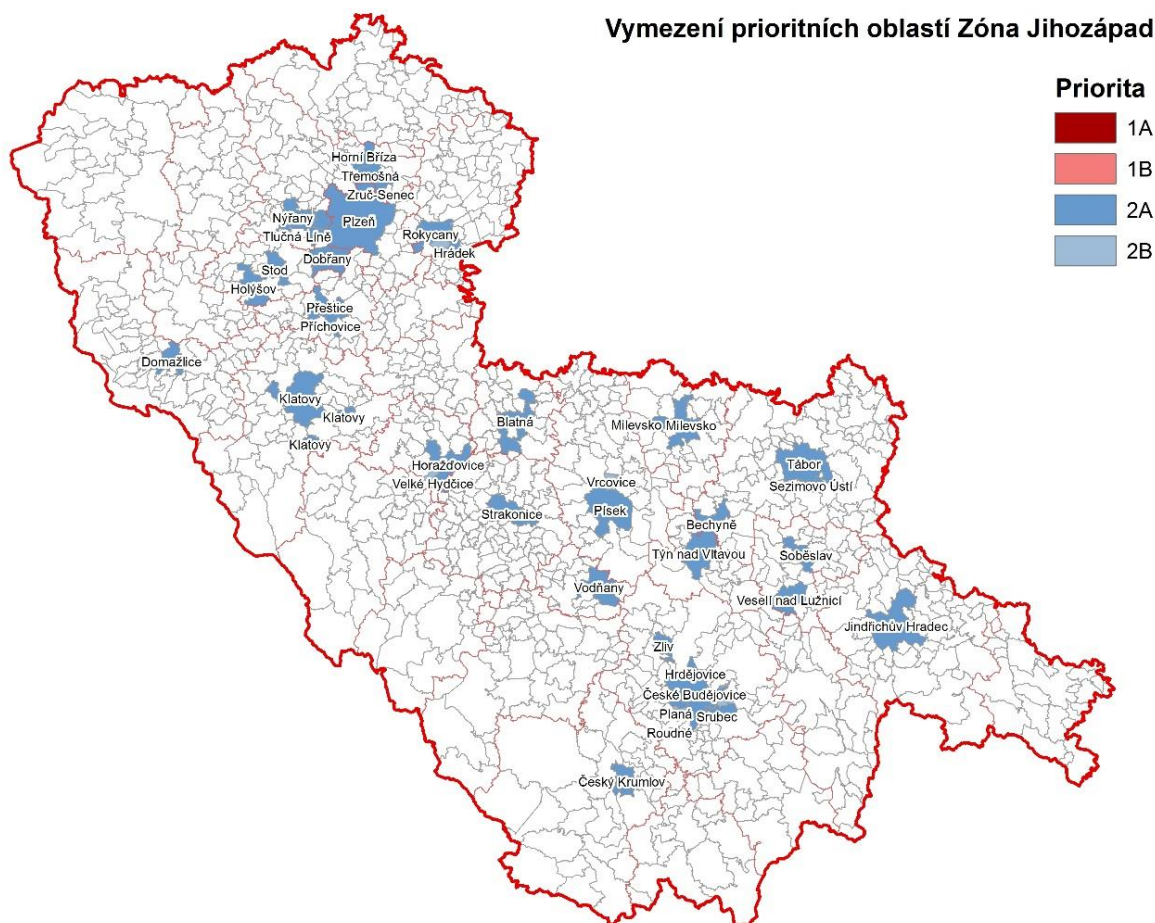 Vymezení prioritních oblastí Zóna Jihozápad
Priorita
1A
1B
2A
2B
Horní Bříza
Třemošná
Zruč-Senec
Nýřany
Plzeň
Rokycany
Tlučná Líně
Hrádek
Dobřany
Stod
Holýšov
Přeštice
Příchovice
Domažlice
Klatovy
Klatovy
Klatovy
Blatná
Milevsko Milevsko
Horažďovice
Velké Hydčice
Tábor
Sezimovo Ústí
Vrcovice
Písek
Strakonice
Bechyně
Týn nad Vltavou
Soběslav
Vodňany
Veselí nad Lužnicí
Jindřichův Hradec
Zliv
Hrdějovice
České Budějovice
Planá Srubec
Roudné
Český Krumlov